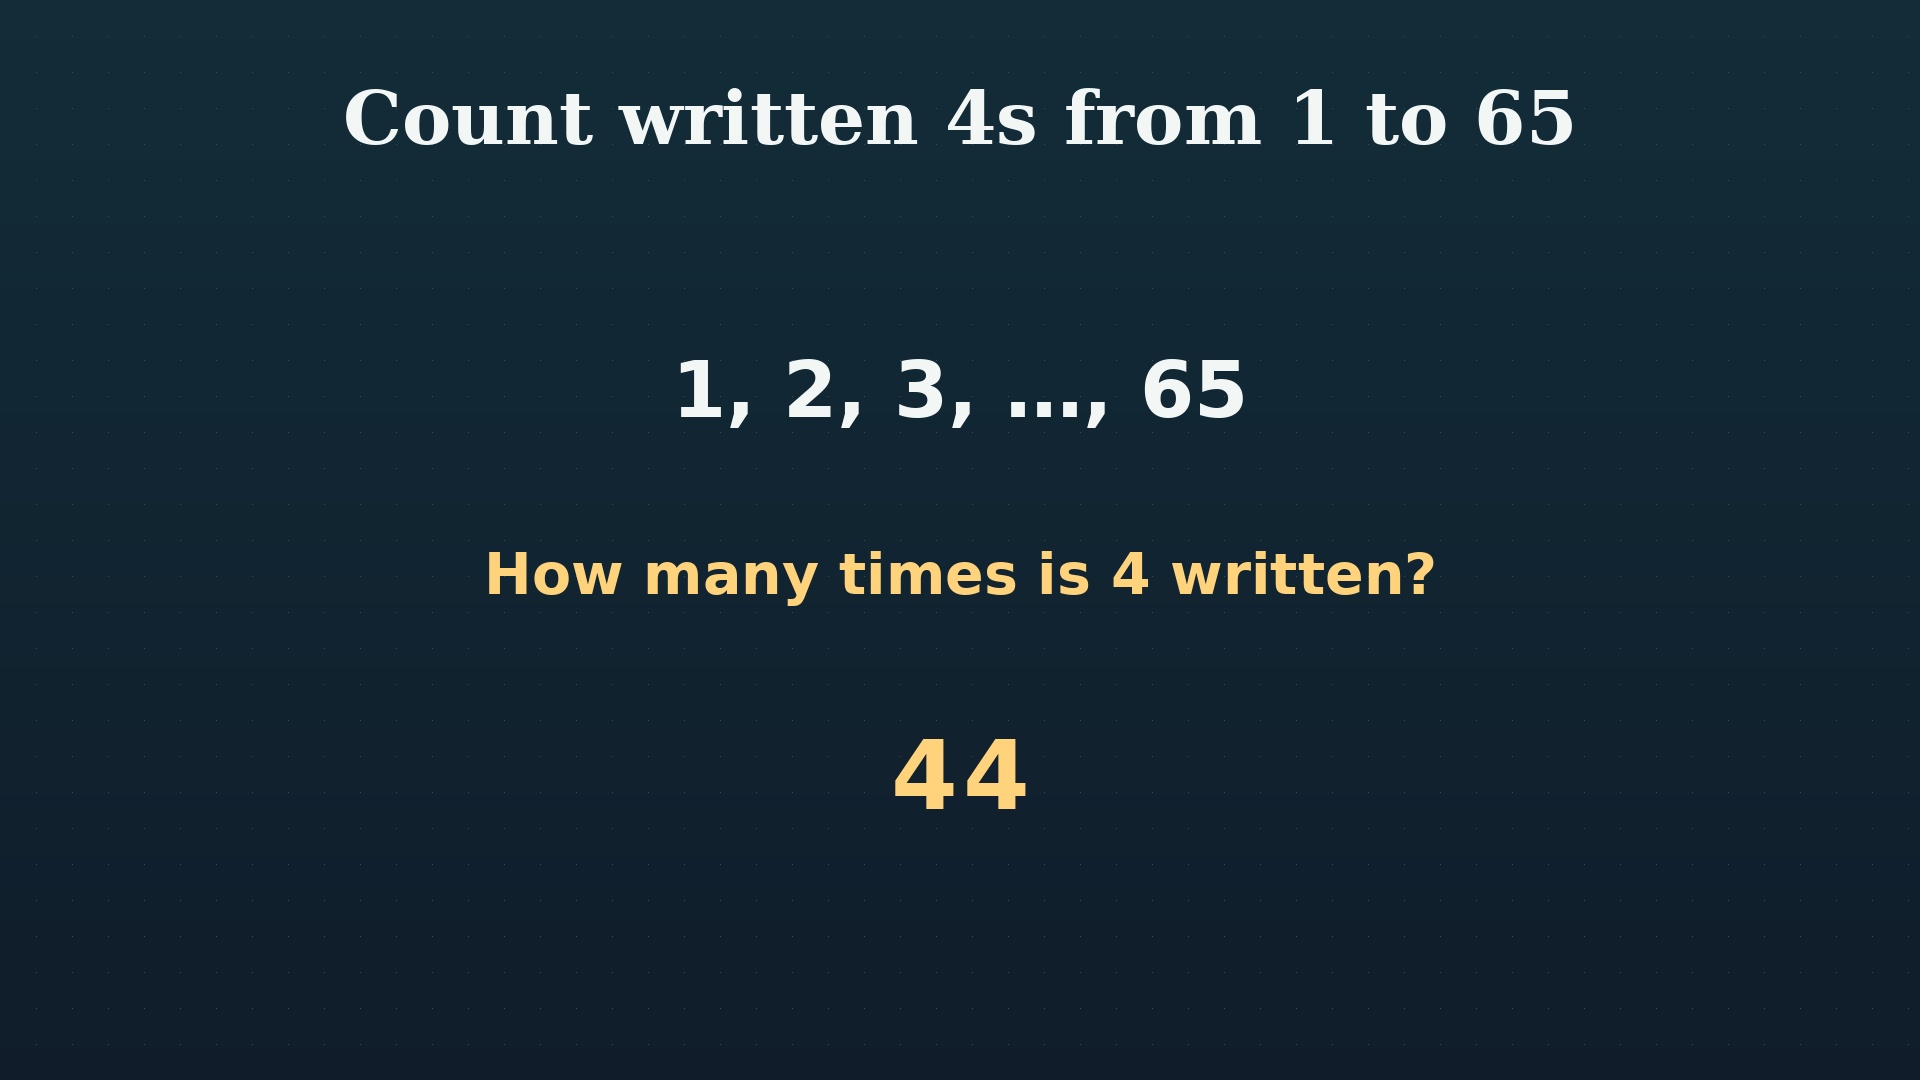 Count written 4s from 1 to 65
1, 2, 3, …, 65
How many times is 4 written?
44